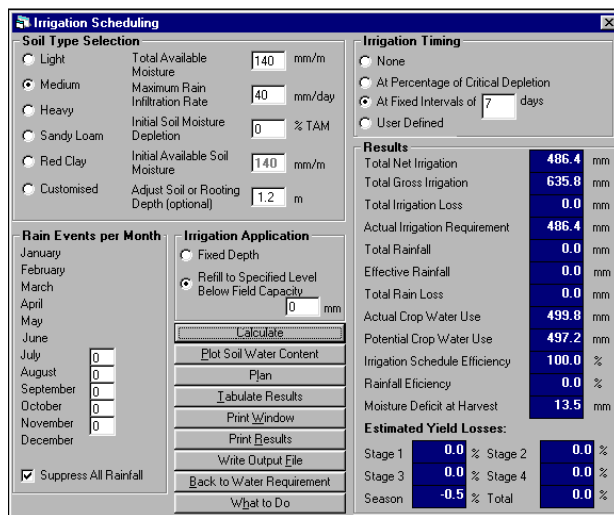 Irrigation Scheduling
Soil Type Selection
Light
Medium
Heavy
Sandy Loam
Red Clay
Customised
Total Available Moisture 140 mm/m
Maximum Rain Infiltration Rate 40 mm/day
Initial Soil Moisture Depletion 0 % TAM
Initial Available Soil Moisture 140 mm/m
Adjust Soil or Rooting Depth (optional) 1.2 m
Irrigation Timing
None
At Percentage of Critical Depletion
At Fixed Intervals of 7 days
User Defined
Rain Events per Month
January
February
March
April
May
June
July 0
August 0
September 0
October 0
November 0
December
Suppress All Rainfall
Irrigation Application
Fixed Depth
Refill to Specified Level
Below Field Capacity
0 mm
Calculate
Plot Soil Water Content
Plan
Tabulate Results
Print Window
Print Results
Write Output File
Back to Water Requirement
What to Do
Results
Total Net Irrigation 486.4 mm
Total Gross Irrigation 635.8 mm
Total Irrigation Loss 0.0 mm
Actual Irrigation Requirement 486.4 mm
Total Rainfall 0.0 mm
Effective Rainfall 0.0 mm
Total Rain Loss 0.0 mm
Actual Crop Water Use 499.8 mm
Potential Crop Water Use 497.2 mm
Irrigation Schedule Efficiency 100.0 %
Rainfall Eficiency 0.0 %
Moisture Deficit at Harvest 13.5 mm
Estimated Yield Losses:
Stage 1 0.0 % Stage 2 0.0 %
Stage 3 0.0 % Stage 4 0.0 %
Season -0.5 % Total 0.0 %